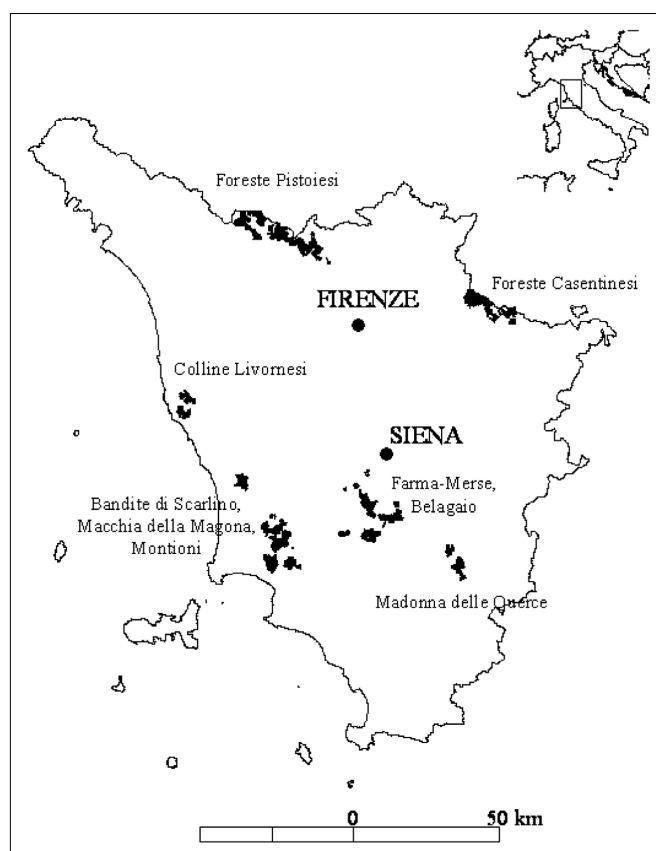 Foreste Pistoiesi
Foreste Casentinesi
FIRENZE
Colline Livornesi
SIENA
Farma-Merse,
Belagaio
Bandite di Scarlino,
Macchia della Magona,
Montioni
Madonna delle Querce
0 50 km